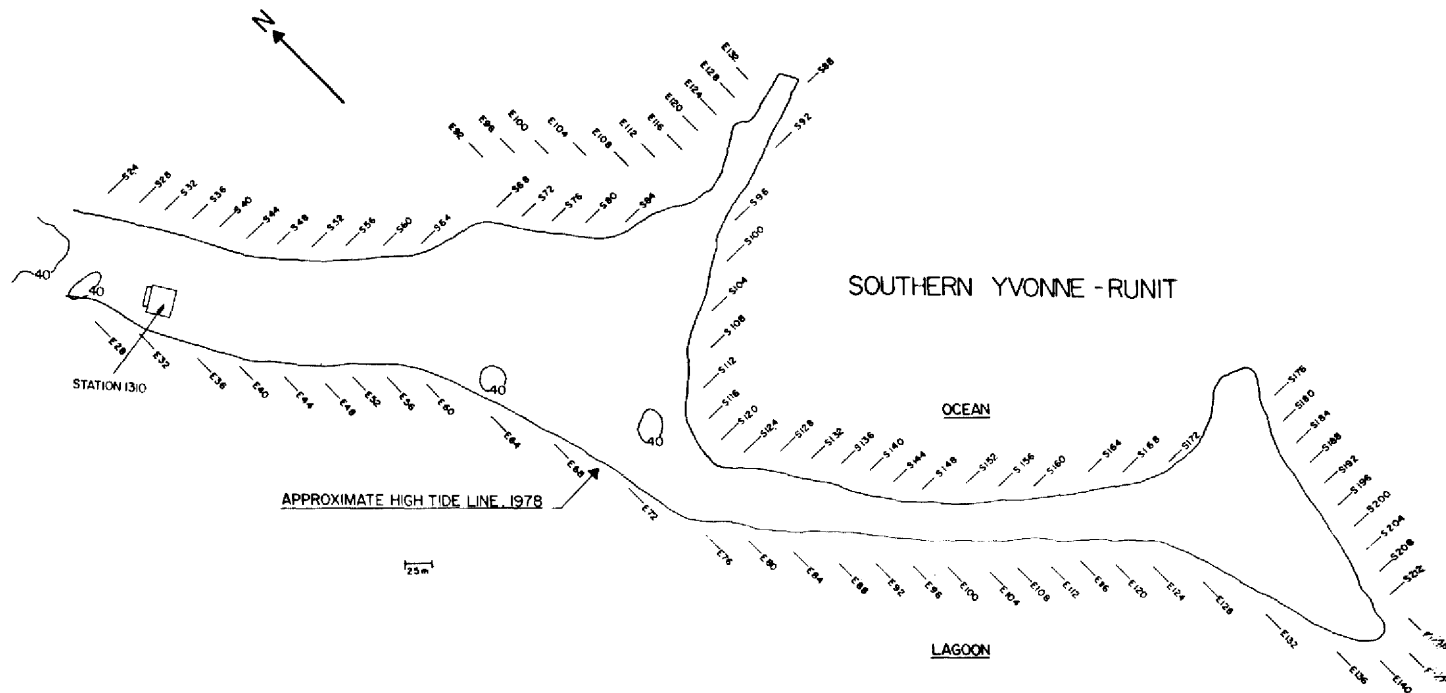 N
E132
E128
E124
E120
E116
E112
E108
E104
E100
E96
E92
S88
S92
S24
S28
S32
S36
S40
S44
S48
S52
S56
S60
S64
S68
S72
S76
S80
S84
S96
S100
S104
S108
S112
S116
S120
S124
S128
S132
S136
S140
S144
S148
S152
S156
S160
S164
S168
S172
S176
S180
S184
S188
S192
S196
S200
S204
S208
S212
40
40
40
40
SOUTHERN YVONNE - RUNIT
STATION 1310
OCEAN
APPROXIMATE HIGH TIDE LINE, 1978
25m
E28
E32
E36
E40
E44
E48
E52
E56
E60
E64
E68
E72
E76
E80
E84
E88
E92
E96
E100
E104
E108
E112
E116
E120
E124
E128
E132
E136
E140
LAGOON